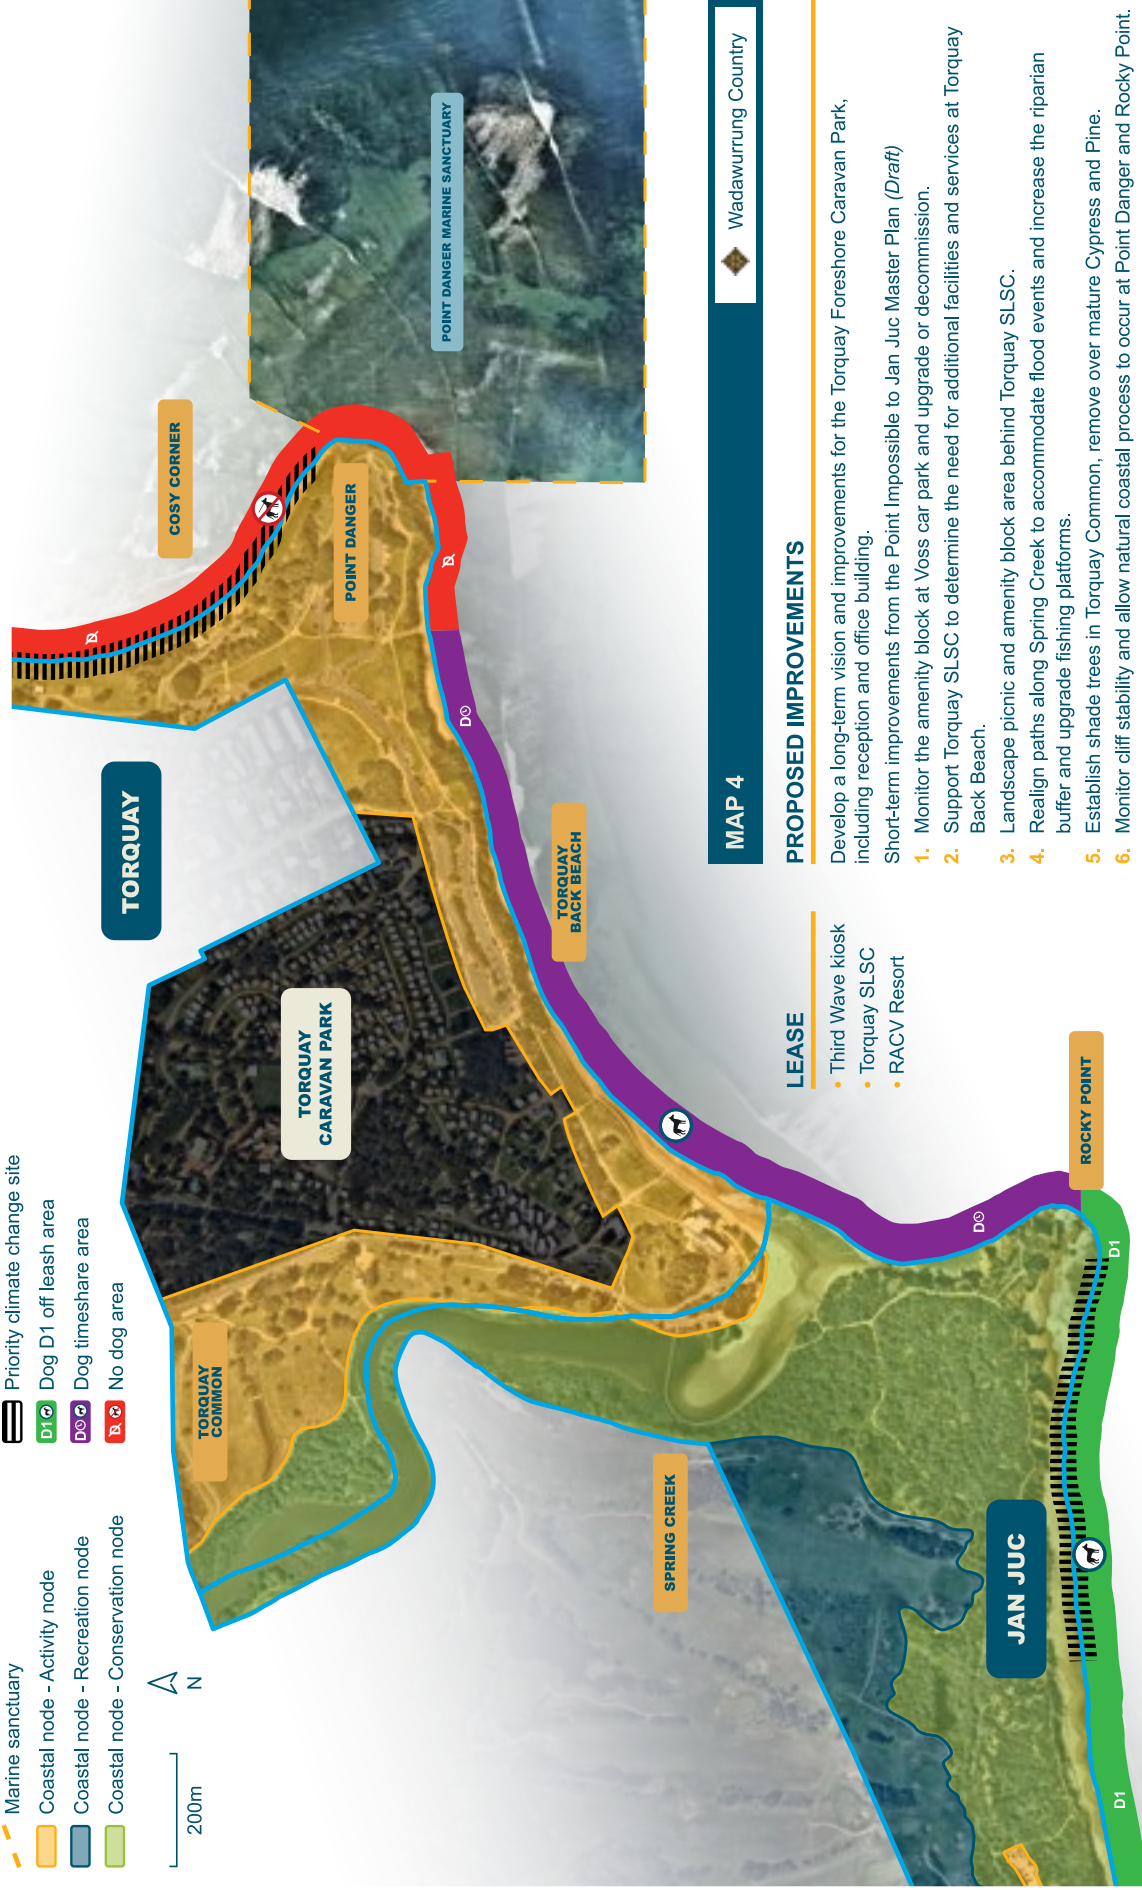 Marine sanctuary
Coastal node - Activity node
Coastal node - Recreation node
Coastal node - Conservation node
Priority climate change site
D1 Dog D1 off leash area
D Dog timeshare area
D No dog area
200m
N
TORQUAY
COMMON
TORQUAY
CARAVAN PARK
TORQUAY
COSY CORNER
D
POINT DANGER
D
POINT DANGER MARINE SANCTUARY
D
TORQUAY
BACK BEACH
SPRING CREEK
D
ROCKY POINT
JAN JUC
D1
D1
MAP 4
Wadawurrung Country
LEASE
• Third Wave kiosk
• Torquay SLSC
• RACV Resort
PROPOSED IMPROVEMENTS
Develop a long-term vision and improvements for the Torquay Foreshore Caravan Park,
including reception and office building.
Short-term improvements from the Point Impossible to Jan Juc Master Plan (Draft)
1. Monitor the amenity block at Voss car park and upgrade or decommission.
2. Support Torquay SLSC to determine the need for additional facilities and services at Torquay
Back Beach.
3. Landscape picnic and amenity block area behind Torquay SLSC.
4. Realign paths along Spring Creek to accommodate flood events and increase the riparian
buffer and upgrade fishing platforms.
5. Establish shade trees in Torquay Common, remove over mature Cypress and Pine.
6. Monitor cliff stability and allow natural coastal process to occur at Point Danger and Rocky Point.